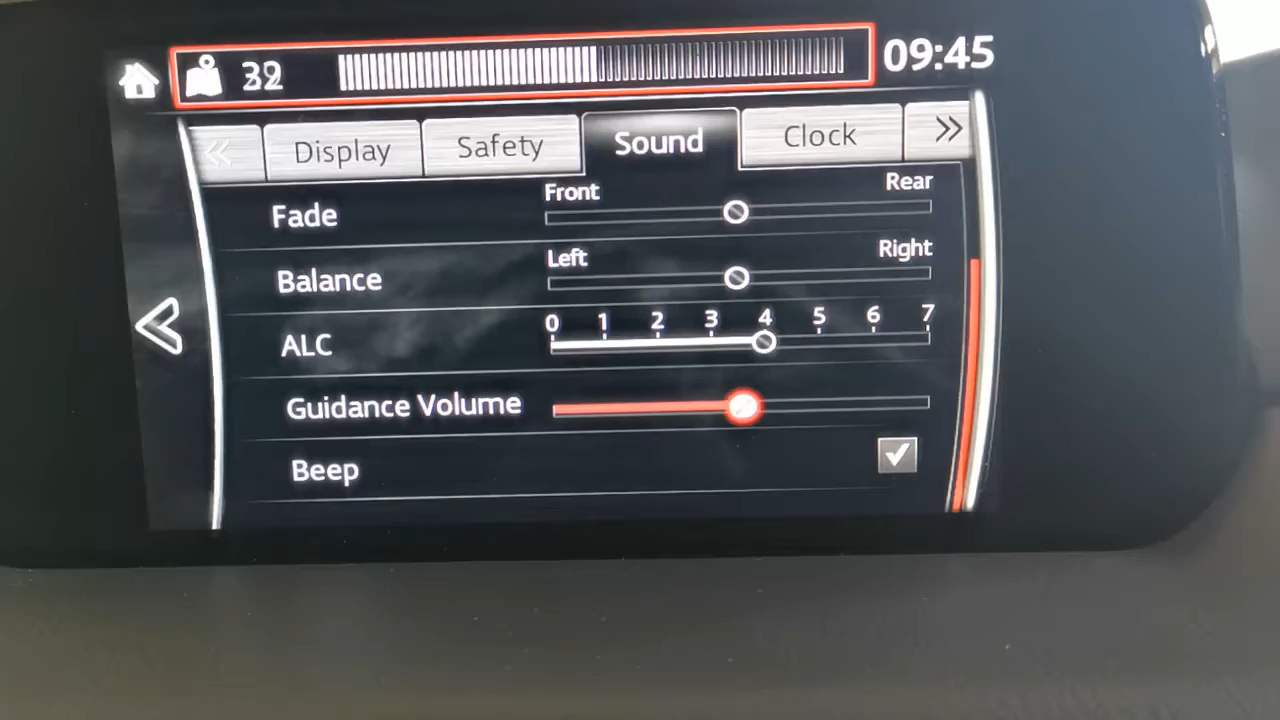 32 09:45
Display Safety Sound Clock
Fade Front Rear
Balance Left Right
ALC 0 1 2 3 4 5 6 7
Guidance Volume
Beep